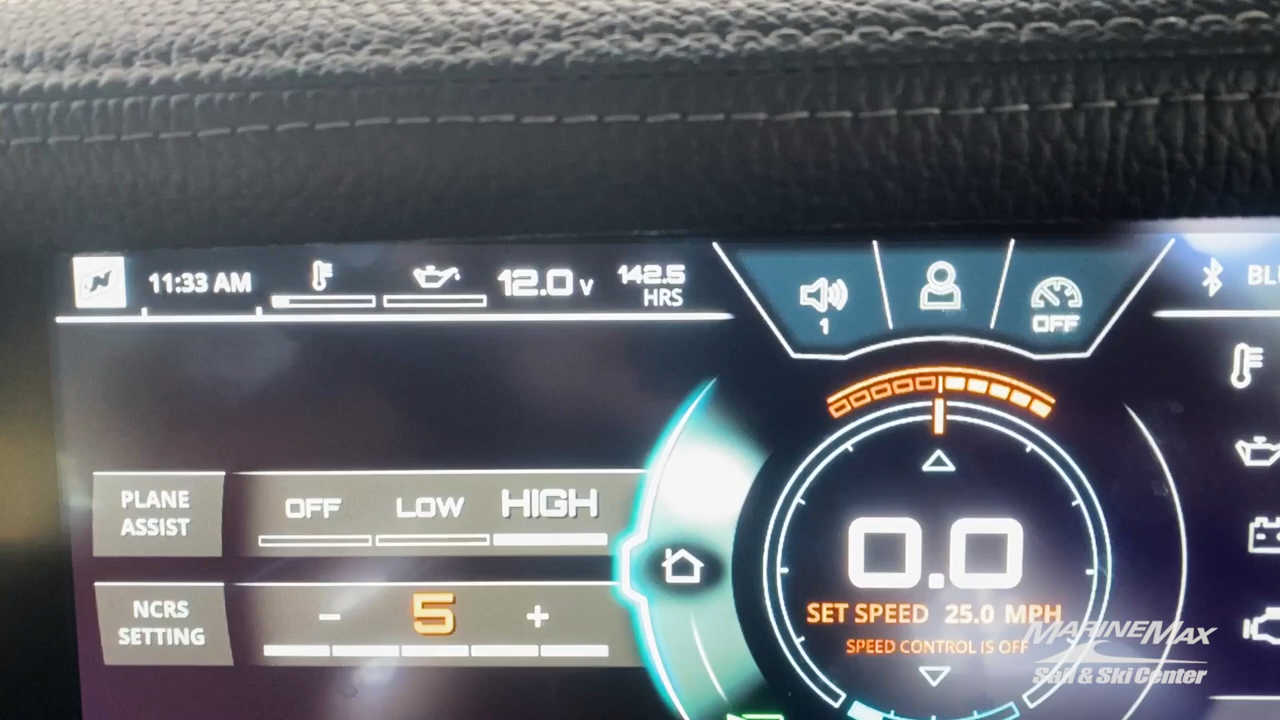 11:33 AM
12.0 V
142.5
HRS
1
OFF
PLANE
ASSIST
OFF LOW HIGH
NCRS
SETTING
- 5 +
0.0
SET SPEED 25.0 MPH
SPEED CONTROL IS OFF
MARINEMAX
Sail & Ski Center